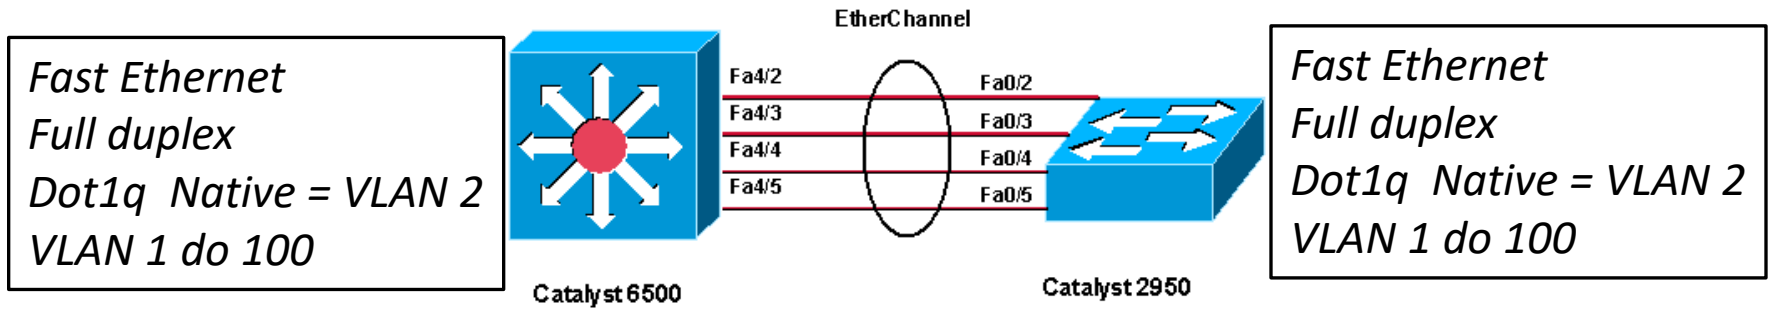 EtherChannel
Fast Ethernet
Full duplex
Dot1q Native = VLAN 2
VLAN 1 do 100
Fa4/2
Fa4/3
Fa4/4
Fa4/5
Fa0/2
Fa0/3
Fa0/4
Fa0/5
Fast Ethernet
Full duplex
Dot1q Native = VLAN 2
VLAN 1 do 100
Catalyst 6500
Catalyst 2950